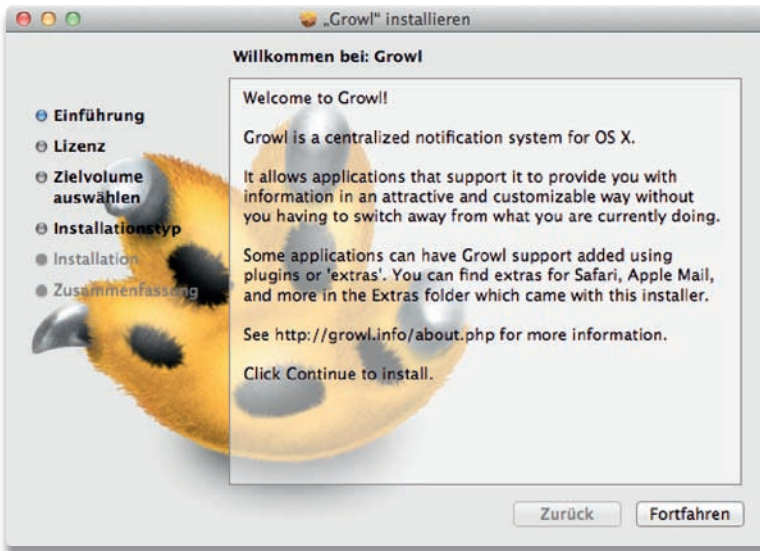 „Growl“ installieren
Willkommen bei: Growl
Einführung
Lizenz
Zielvolume
auswählen
Installationstyp
Installation
Zusammenfassung
Welcome to Growl!
Growl is a centralized notification system for OS X.
It allows applications that support it to provide you with
information in an attractive and customizable way without
you having to switch away from what you are currently doing.
Some applications can have Growl support added using
plugins or 'extras'. You can find extras for Safari, Apple Mail,
and more in the Extras folder which came with this installer.
See http://growl.info/about.php for more information.
Click Continue to install.
Zurück
Fortfahren